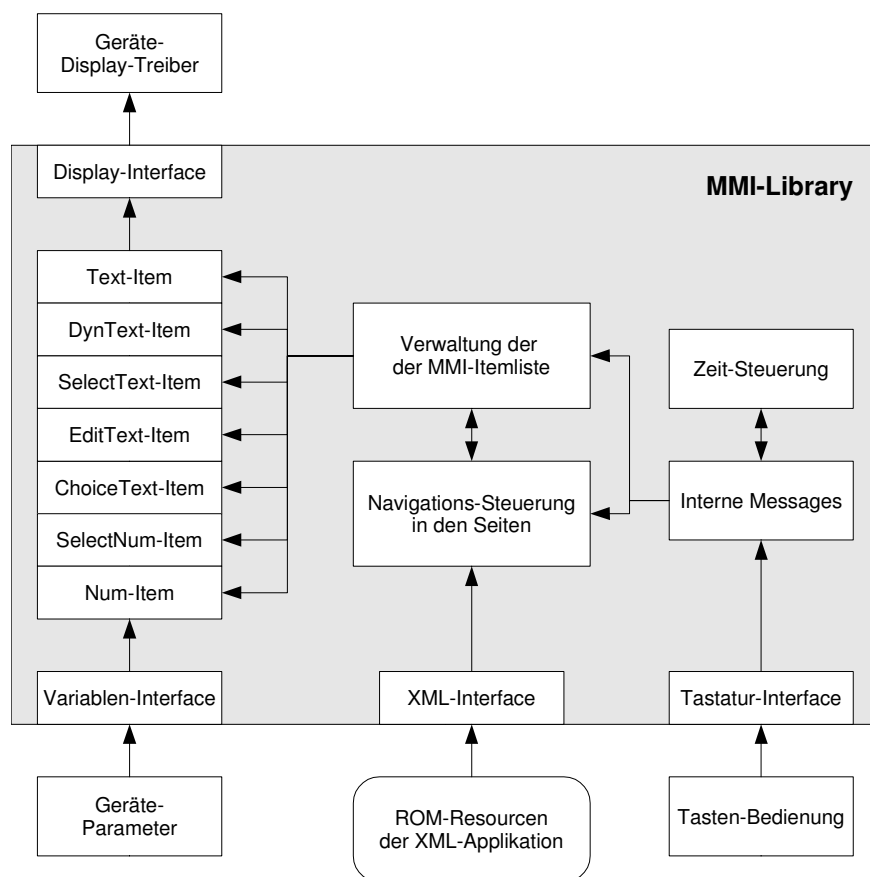 Geräte-
Display-Treiber
Display-Interface
MMI-Library
Text-Item
DynText-Item
SelectText-Item
EditText-Item
ChoiceText-Item
SelectNum-Item
Num-Item
Verwaltung der
der MMI-Itemliste
Zeit-Steuerung
Navigations-Steuerung
in den Seiten
Interne Messages
Variablen-Interface
XML-Interface
Tastatur-Interface
Geräte-
Parameter
ROM-Resourcen
der XML-Applikation
Tasten-Bedienung